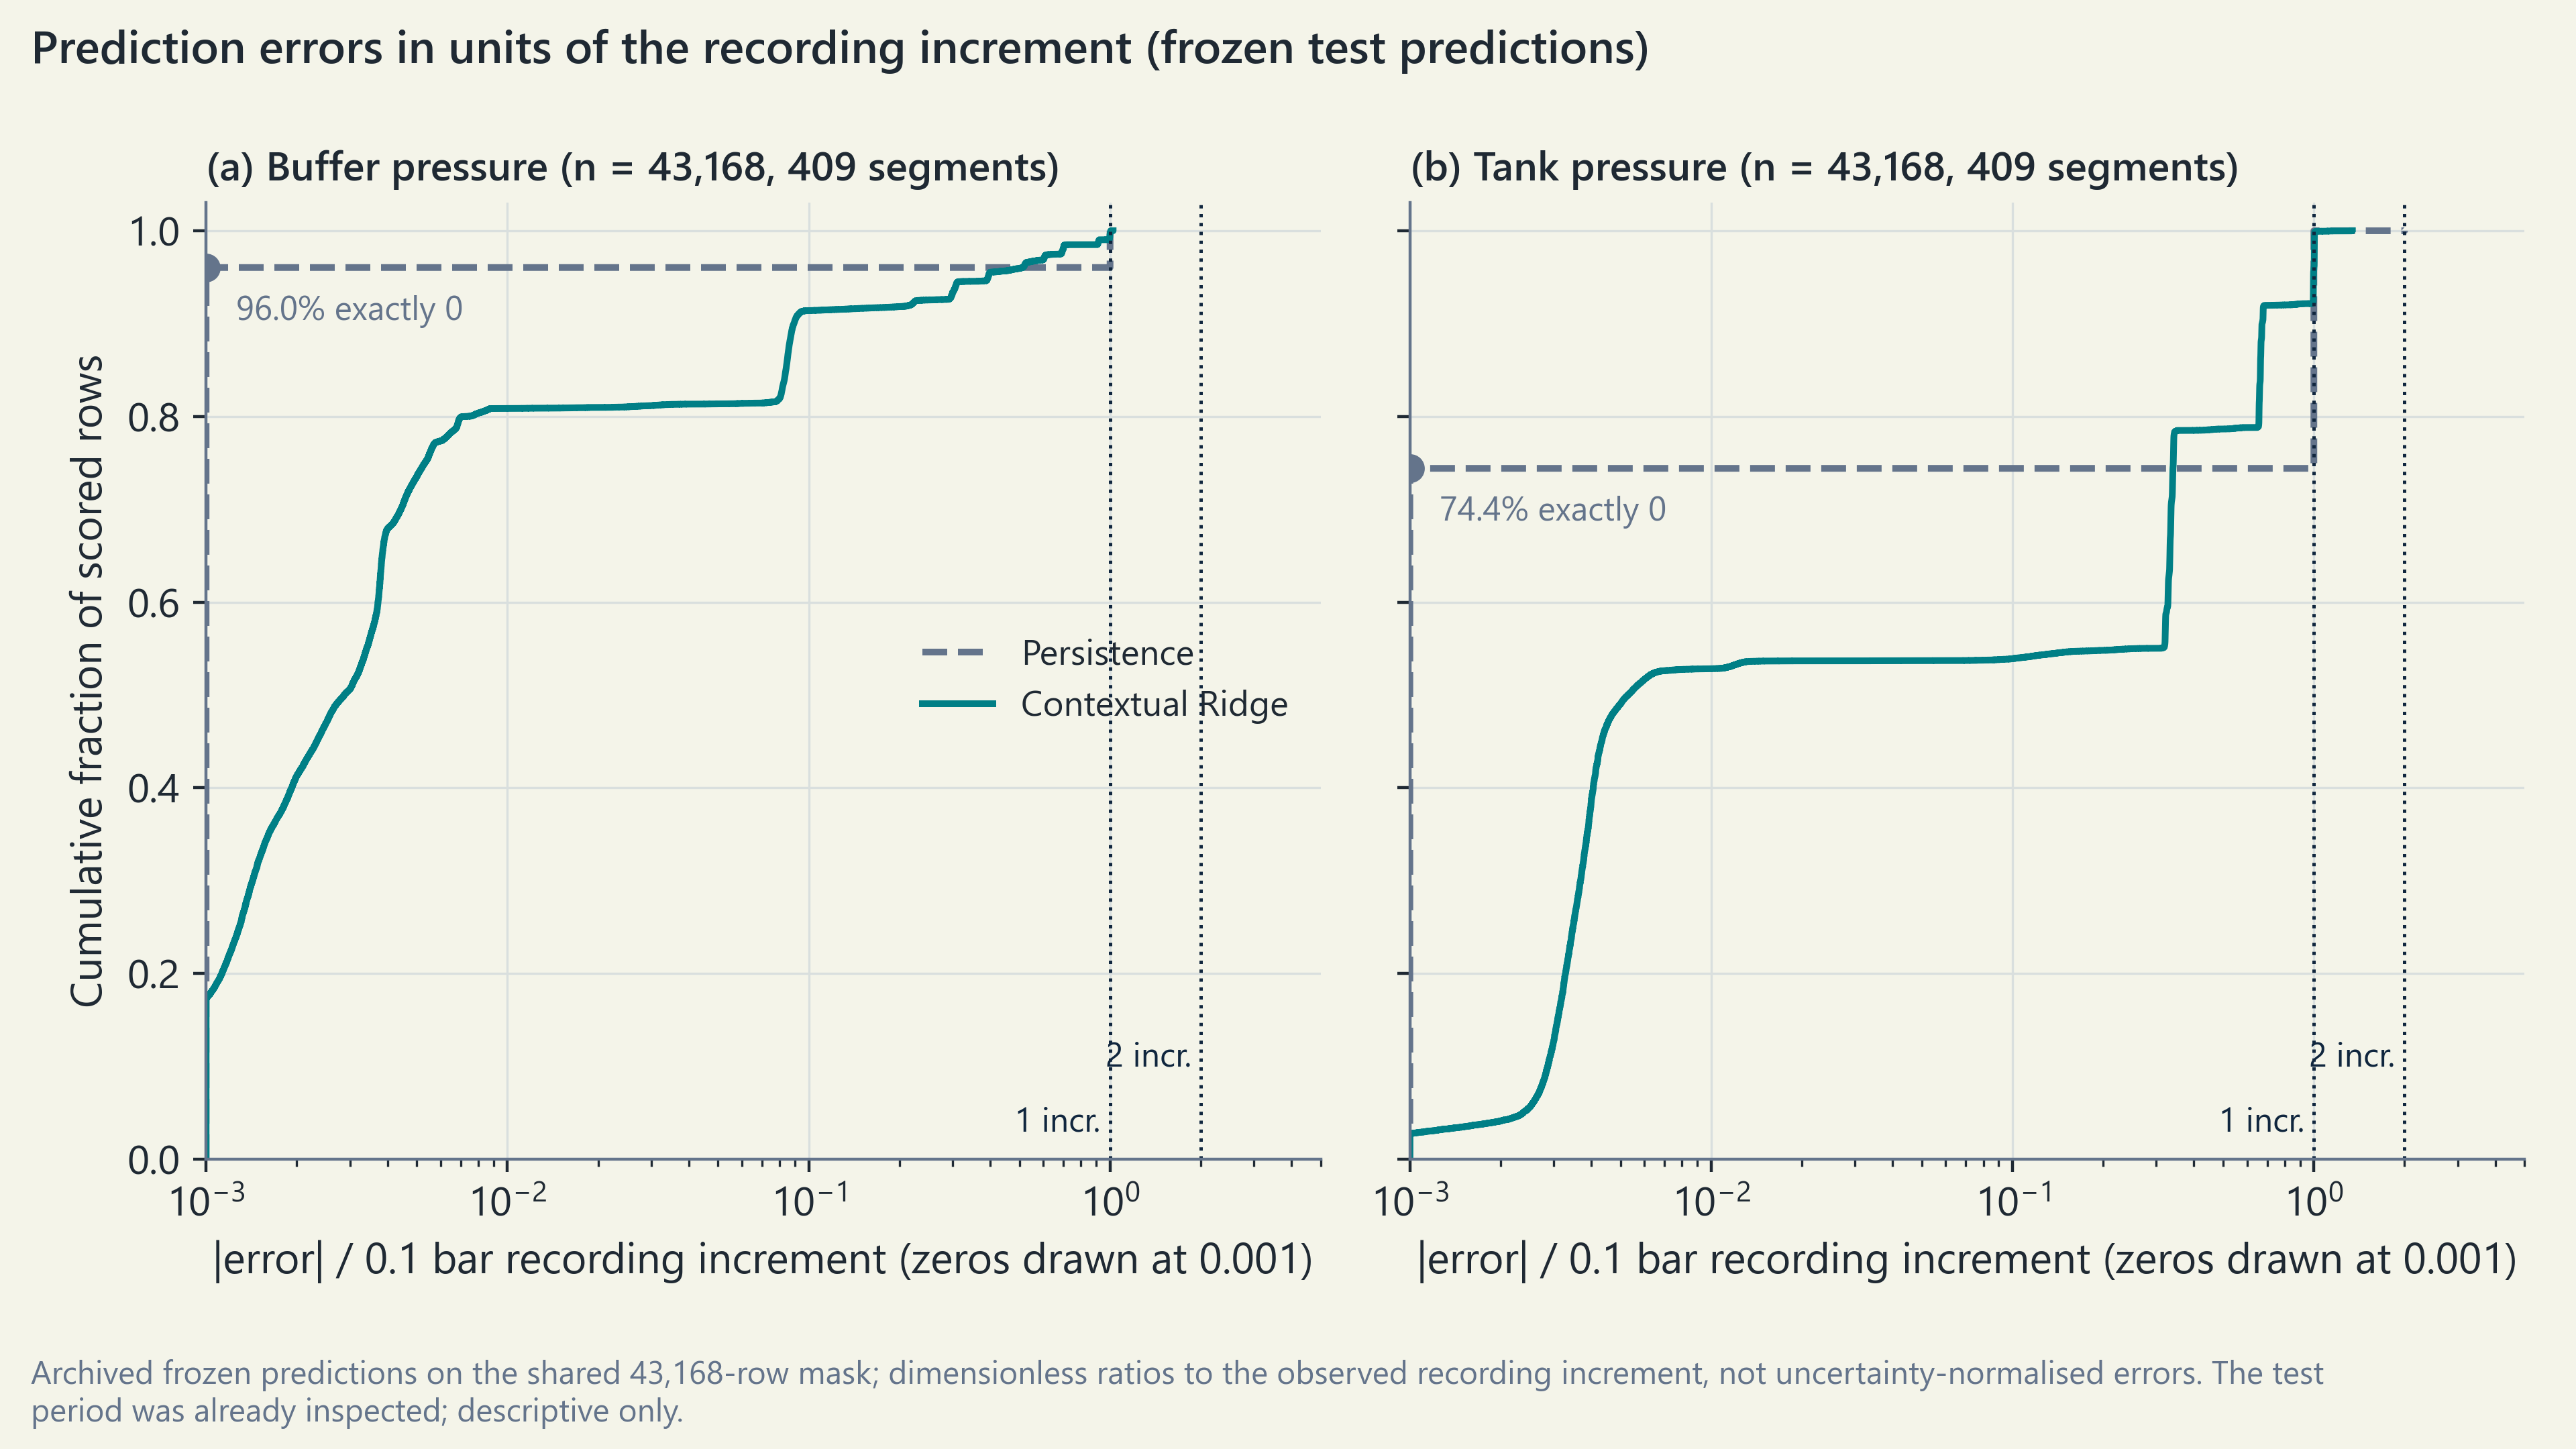 Prediction errors in units of the recording increment (frozen test predictions)
(a) Buffer pressure (n = 43,168, 409 segments)
Cumulative fraction of scored rows
1.0
0.8
0.6
0.4
0.2
0.0
96.0% exactly 0
Persistence
Contextual Ridge
2 incr.
1 incr.
10⁻³ 10⁻² 10⁻¹ 10⁰
|error| / 0.1 bar recording increment (zeros drawn at 0.001)
(b) Tank pressure (n = 43,168, 409 segments)
74.4% exactly 0
2 incr.
1 incr.
10⁻³ 10⁻² 10⁻¹ 10⁰
|error| / 0.1 bar recording increment (zeros drawn at 0.001)
Archived frozen predictions on the shared 43,168-row mask; dimensionless ratios to the observed recording increment, not uncertainty-normalised errors. The test
period was already inspected; descriptive only.